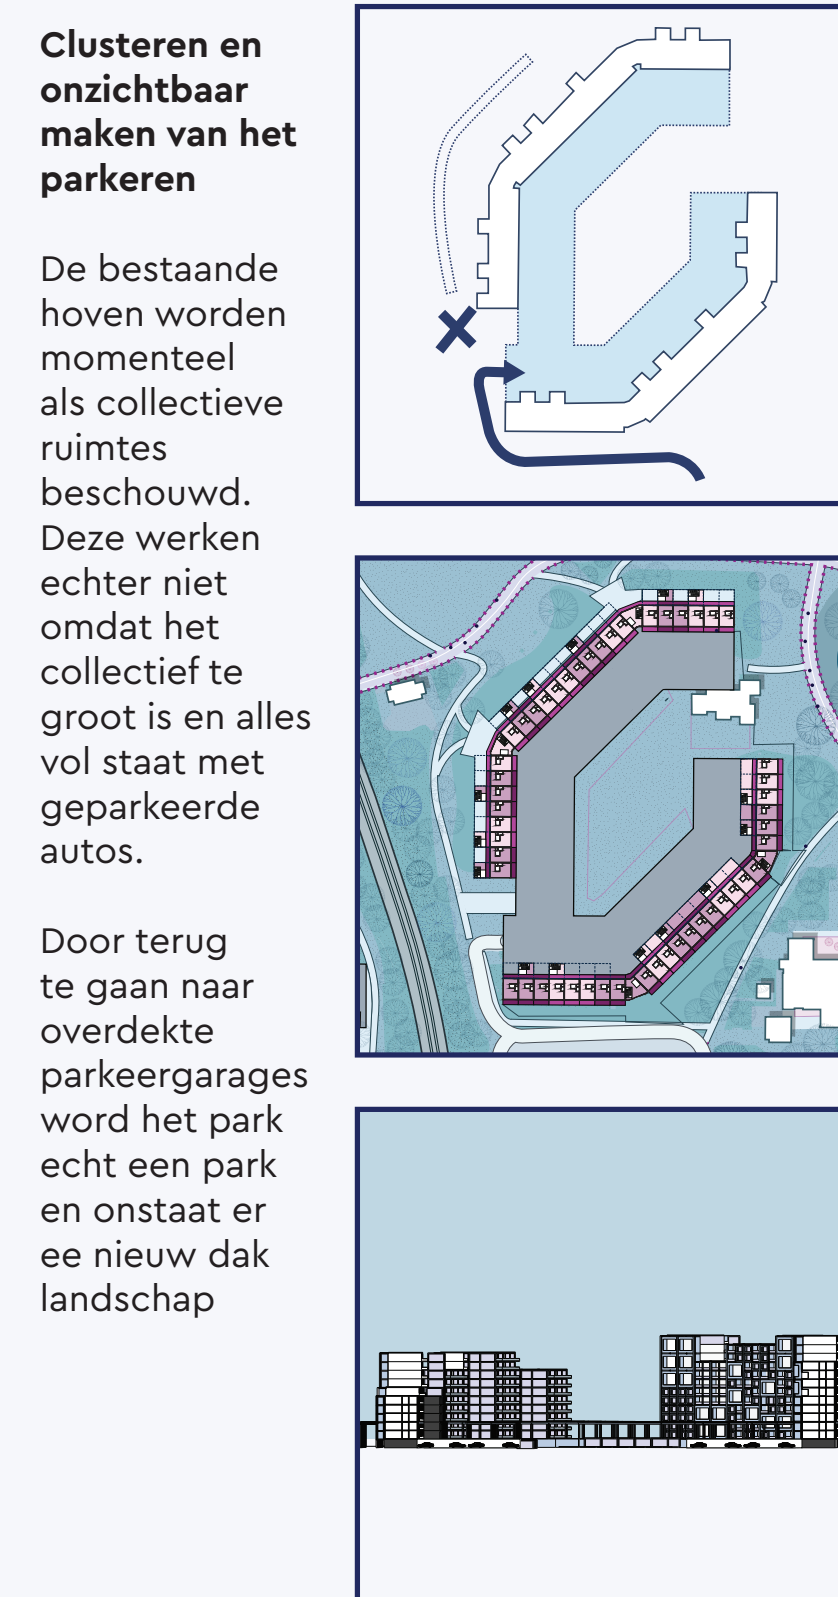 Clusteren en
onzichtbaar
maken van het
parkeren
De bestaande
hoven worden
momenteel
als collectieve
ruimtes
beschouwd.
Deze werken
echter niet
omdat het
collectief te
groot is en alles
vol staat met
geparkeerde
autos.
Door terug
te gaan naar
overdekte
parkeergarages
word het park
echt een park
en onstaat er
ee nieuw dak
landschap